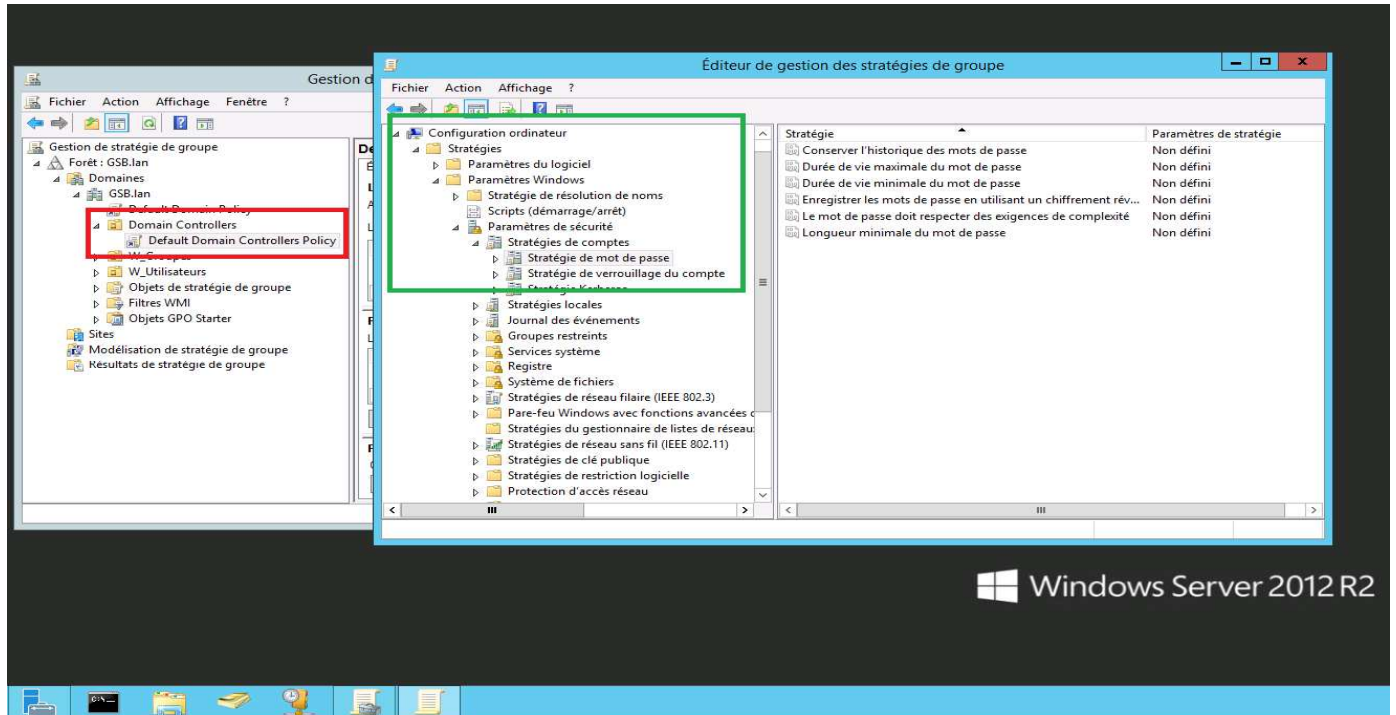 Gestion d
Fichier Action Affichage Fenêtre ?
Gestion de stratégie de groupe
Forêt : GSB.lan
Domaines
GSB.lan
Default Domain Policy
Domain Controllers
Default Domain Controllers Policy
W_Groupes
W_Utilisateurs
Objets de stratégie de groupe
Filtres WMI
Objets GPO Starter
Sites
Modélisation de stratégie de groupe
Résultats de stratégie de groupe
De
Éditeur de gestion des stratégies de groupe
Fichier Action Affichage ?
Configuration ordinateur
Stratégies
Paramètres du logiciel
Paramètres Windows
Stratégie de résolution de noms
Scripts (démarrage/arrêt)
Paramètres de sécurité
Stratégies de comptes
Stratégie de mot de passe
Stratégie de verrouillage du compte
Stratégie Kerberos
Stratégies locales
Journal des événements
Groupes restreints
Services système
Registre
Système de fichiers
Stratégies de réseau filaire (IEEE 802.3)
Pare-feu Windows avec fonctions avancées
Stratégies du gestionnaire de listes de réseau
Stratégies de réseau sans fil (IEEE 802.11)
Stratégies de clé publique
Stratégies de restriction logicielle
Protection d'accès réseau
Stratégie Paramètres de stratégie
Conserver l'historique des mots de passe Non défini
Durée de vie maximale du mot de passe Non défini
Durée de vie minimale du mot de passe Non défini
Enregistrer les mots de passe en utilisant un chiffrement rév... Non défini
Le mot de passe doit respecter des exigences de complexité Non défini
Longueur minimale du mot de passe Non défini
Windows Server 2012 R2